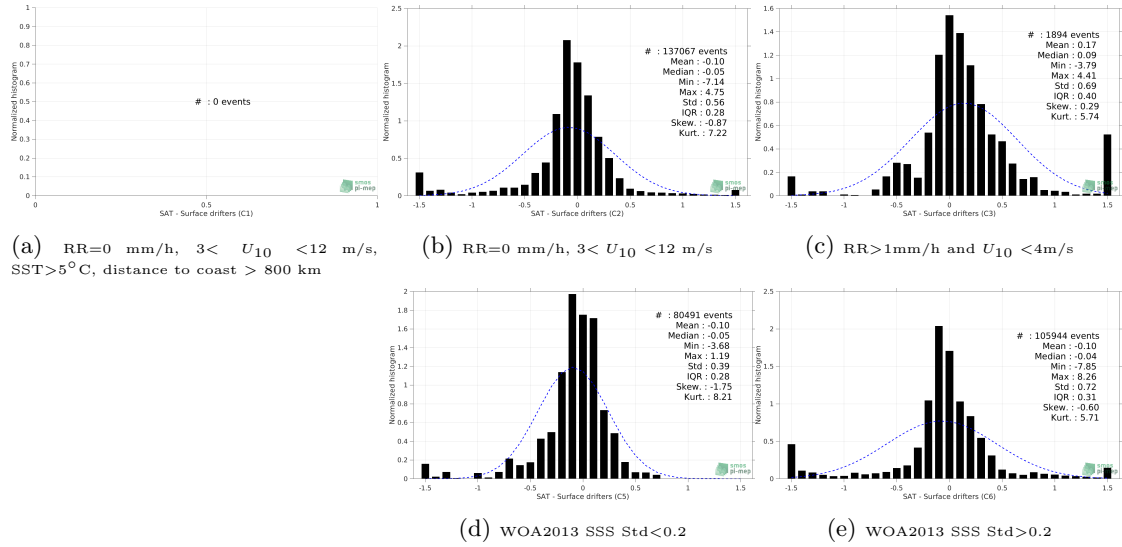 1
0.9
0.8
0.7
0.6
0.5
0.4
0.3
0.2
0.1
0
Normalized histogram
# : 0 events
smos
pi-mep
0 0.5 1
SAT - Surface drifters (C1)
(a) RR=0 mm/h, 3< U10 <12 m/s,
SST>5°C, distance to coast > 800 km
2.5
2
1.5
1
0.5
0
Normalized histogram
# : 137067 events
Mean : -0.10
Median : -0.05
Min : -7.14
Max : 4.75
Std : 0.56
IQR : 0.28
Skew. : -0.87
Kurt. : 7.22
smos
pi-mep
-1.5 -1 -0.5 0 0.5 1 1.5
SAT - Surface drifters (C2)
(b) RR=0 mm/h, 3< U10 <12 m/s
1.6
1.4
1.2
1
0.8
0.6
0.4
0.2
0
Normalized histogram
# : 1894 events
Mean : 0.17
Median : 0.09
Min : -3.79
Max : 4.41
Std : 0.69
IQR : 0.40
Skew. : 0.29
Kurt. : 5.74
smos
pi-mep
-1.5 -1 -0.5 0 0.5 1 1.5
SAT - Surface drifters (C3)
(c) RR>1mm/h and U10 <4m/s
2
1.8
1.6
1.4
1.2
1
0.8
0.6
0.4
0.2
0
Normalized histogram
# : 80491 events
Mean : -0.10
Median : -0.05
Min : -3.68
Max : 1.19
Std : 0.39
IQR : 0.28
Skew. : -1.75
Kurt. : 8.21
smos
pi-mep
-1.5 -1 -0.5 0 0.5 1 1.5
SAT - Surface drifters (C5)
(d) WOA2013 SSS Std<0.2
2.5
2
1.5
1
0.5
0
Normalized histogram
# : 105944 events
Mean : -0.10
Median : -0.04
Min : -7.85
Max : 8.26
Std : 0.72
IQR : 0.31
Skew. : -0.60
Kurt. : 5.71
smos
pi-mep
-1.5 -1 -0.5 0 0.5 1 1.5
SAT - Surface drifters (C6)
(e) WOA2013 SSS Std>0.2